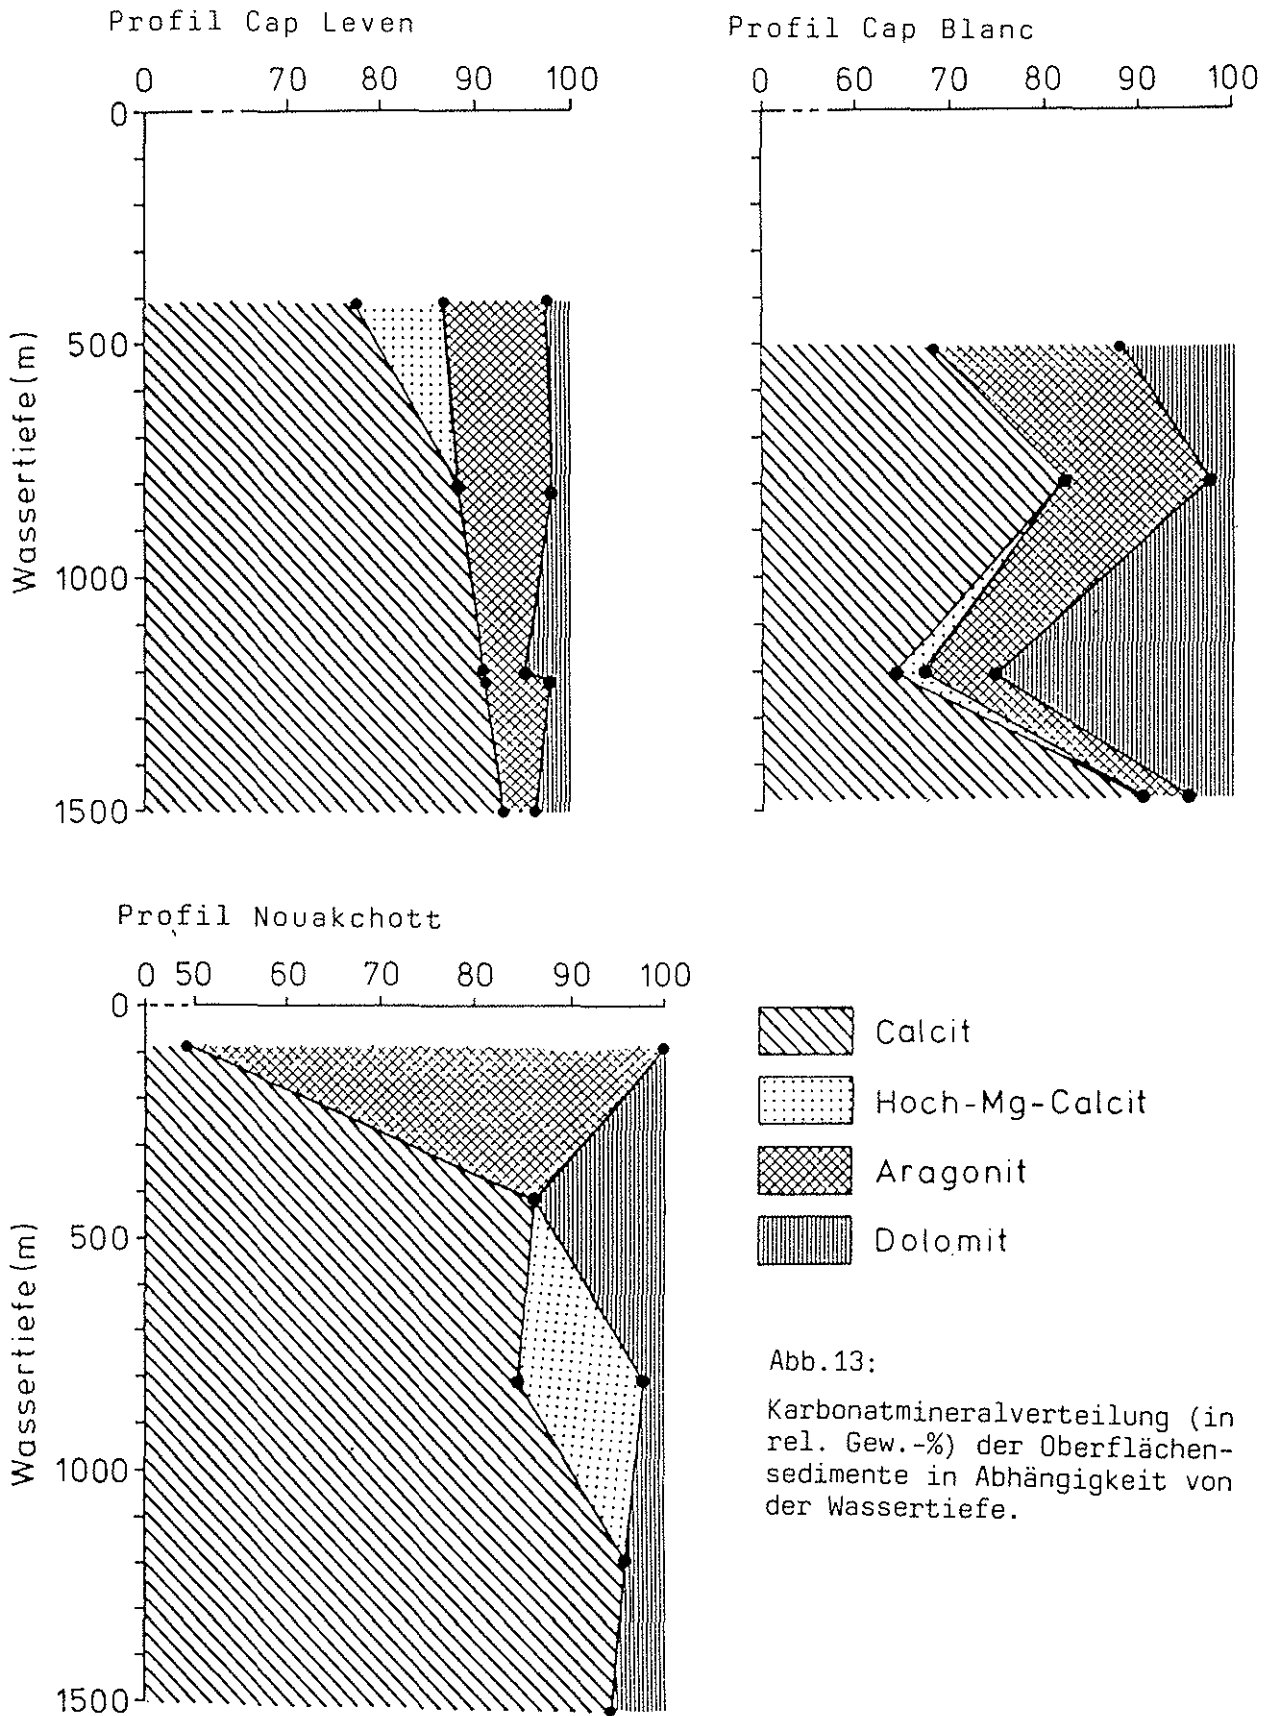 Profil Cap Leven
0 70 80 90 100
0
500
1000
1500
Wassertiefe(m)
Profil Cap Blanc
0 60 70 80 90 100
Profil Nouakchott
0 50 60 70 80 90 100
0
500
1000
1500
Wassertiefe(m)
Calcit
Hoch-Mg-Calcit
Aragonit
Dolomit
Abb.13:
Karbonatmineralverteilung (in
rel. Gew.-%) der Oberflächen-
sedimente in Abhängigkeit von
der Wassertiefe.